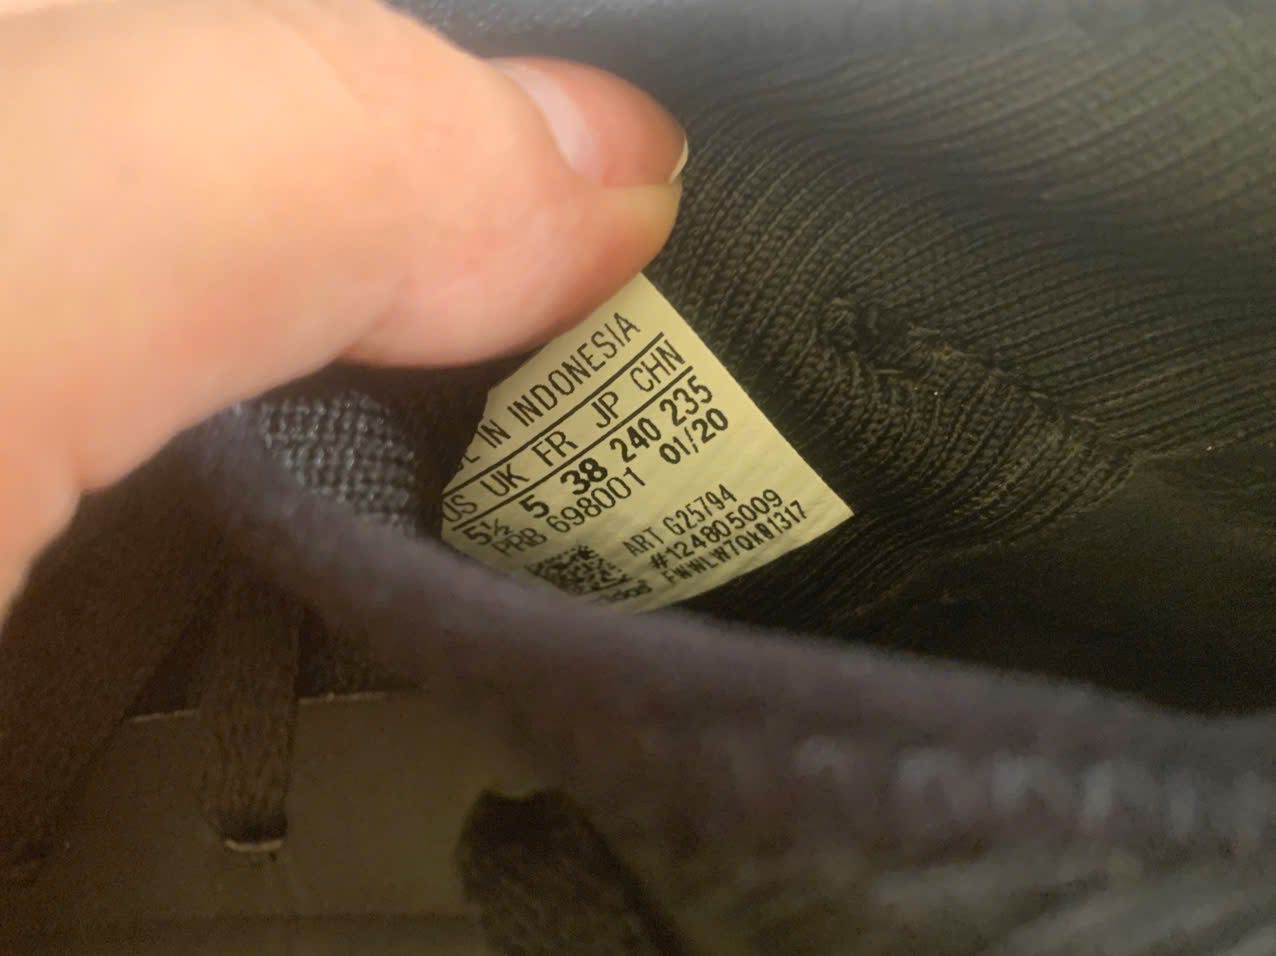 IN INDONESIA
US UK FR JP CHN
5½ 5 38 240 235
PRB 698001 01/20
ART G25794
#124805009